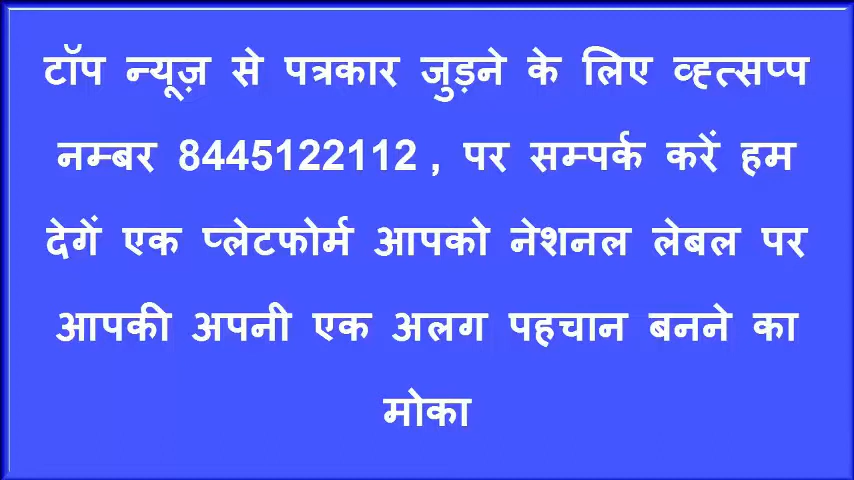 टॉप न्यूज़ से पत्रकार जुड़ने के लिए व्ह्त्सप्प
नम्बर 8445122112 , पर सम्पर्क करें हम
देगें एक प्लेटफोर्म आपको नेशनल लेबल पर
आपकी अपनी एक अलग पहचान बनने का
मोका